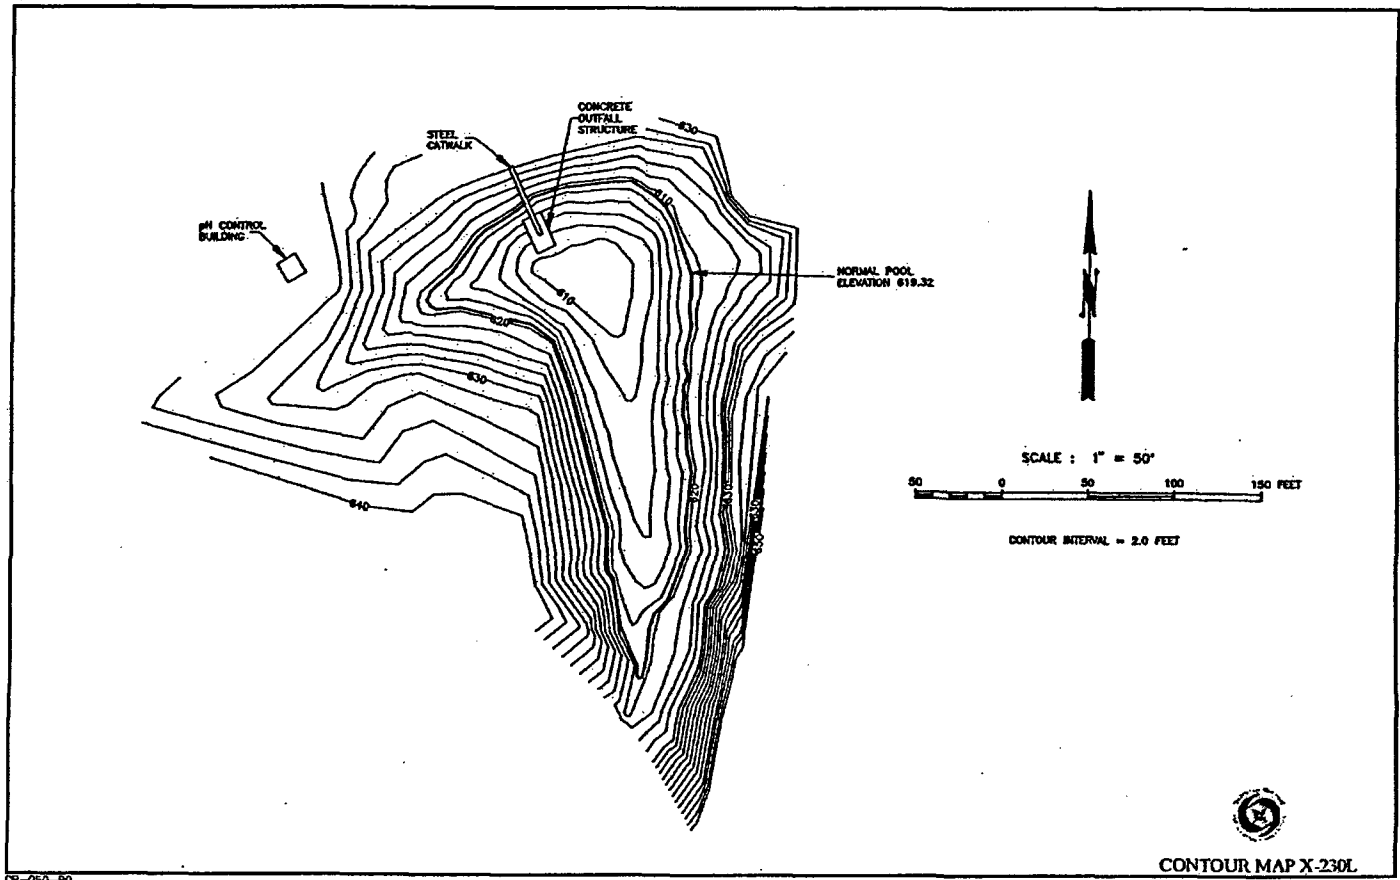 630
CONCRETE
OUTFALL
STRUCTURE
STEEL
CATWALK
610
pH CONTROL
BUILDING
NORMAL POOL
ELEVATION 619.32
610
620
630
N
SCALE : 1" = 50'
50 0 50 100 150 FEET
CONTOUR INTERVAL = 2.0 FEET
640
620
630
630
650
CONTOUR MAP X-230L